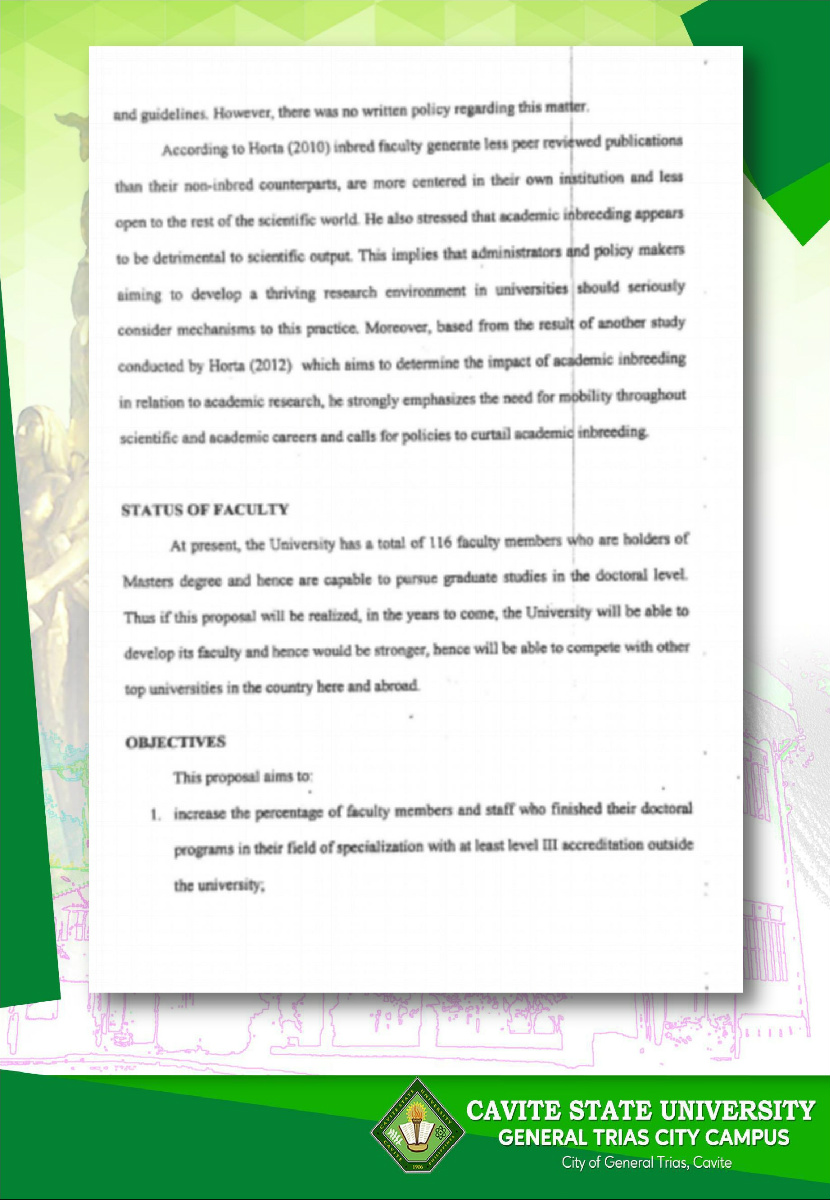 and guidelines. However, there was no written policy regarding this matter.
According to Horta (2010) inbred faculty generate less peer reviewed publications
than their non-inbred counterparts, are more centered in their own institution and less
open to the rest of the scientific world. He also stressed that academic inbreeding appears
to be detrimental to scientific output. This implies that administrators and policy makers
aiming to develop a thriving research environment in universities should seriously
consider mechanisms to this practice. Moreover, based from the result of another study
conducted by Horta (2012) which aims to determine the impact of academic inbreeding
in relation to academic research, he strongly emphasizes the need for mobility throughout
scientific and academic careers and calls for policies to curtail academic inbreeding.
STATUS OF FACULTY
At present, the University has a total of 116 faculty members who are holders of
Masters degree and hence are capable to pursue graduate studies in the doctoral level.
Thus if this proposal will be realized, in the years to come, the University will be able to
develop its faculty and hence would be stronger, hence will be able to compete with other
top universities in the country here and abroad.
OBJECTIVES
This proposal aims to:
1. increase the percentage of faculty members and staff who finished their doctoral
programs in their field of specialization with at least level III accreditation outside
the university;
CAVITE STATE UNIVERSITY
GENERAL TRIAS CITY CAMPUS
City of General Trias, Cavite
1906